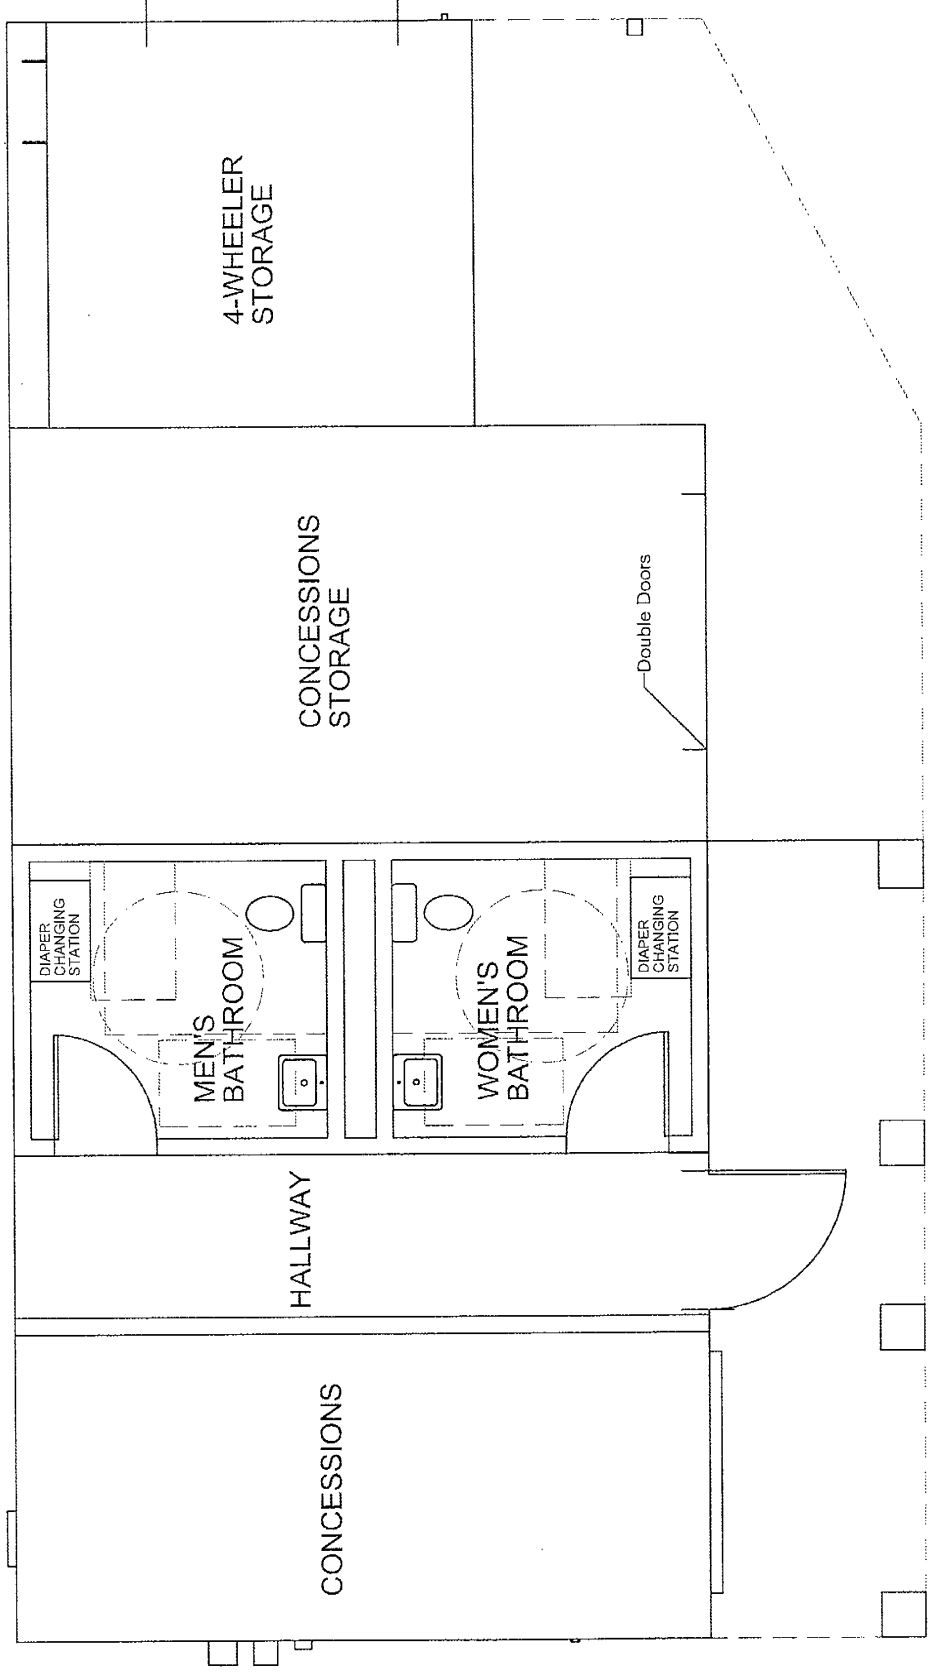 CONCESSIONS
HALLWAY
DIAPER
CHANGING
STATION
MEN'S
BATHROOM
WOMEN'S
BATHROOM
DIAPER
CHANGING
STATION
CONCESSIONS
STORAGE
Double Doors
4-WHEELER
STORAGE